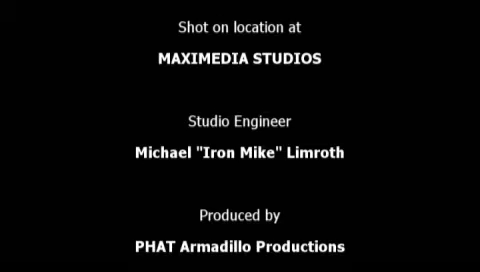 Shot on location at
MAXIMEDIA STUDIOS
Studio Engineer
Michael "Iron Mike" Limroth
Produced by
PHAT Armadillo Productions